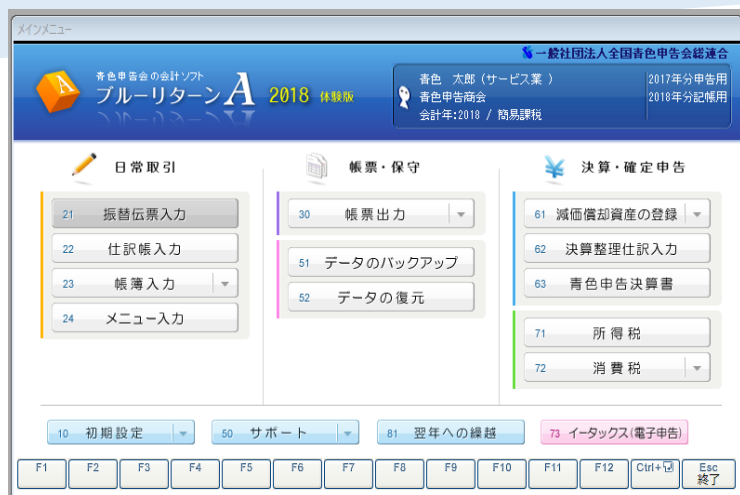 メインメニュー
一般社団法人全国青色申告会総連合
青色申告会の会計ソフト
ブルーリターンA 2018 体験版
青色 太郎 (サービス業 )
青色申告商会
会計年:2018 / 簡易課税
2017年分申告用
2018年分記帳用
日常取引
21 振替伝票入力
22 仕訳帳入力
23 帳簿入力
24 メニュー入力
帳票・保守
30 帳票出力
51 データのバックアップ
52 データの復元
決算・確定申告
61 減価償却資産の登録
62 決算整理仕訳入力
63 青色申告決算書
71 所得税
72 消費税
10 初期設定
50 サポート
81 翌年への繰越
73 イータックス(電子申告)
F1 F2 F3 F4 F5 F6 F7 F8 F9 F10 F11 F12 Ctrl+ Esc
終了